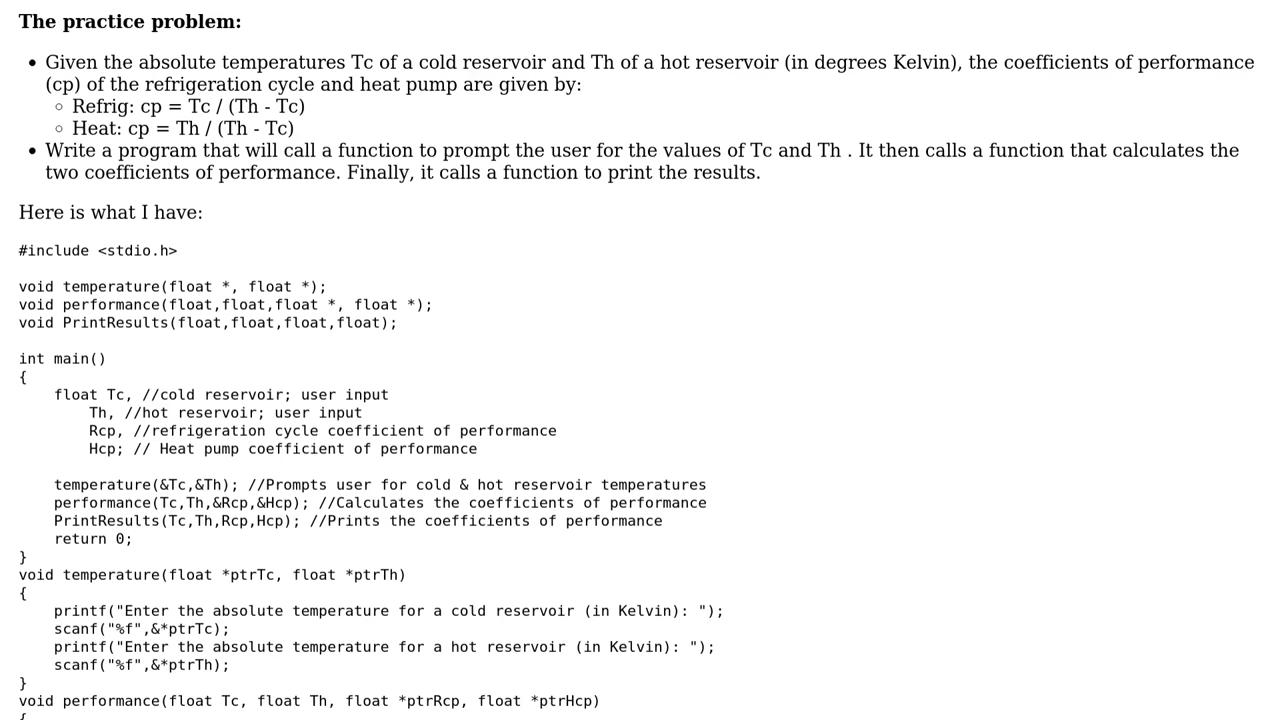 The practice problem:
• Given the absolute temperatures Tc of a cold reservoir and Th of a hot reservoir (in degrees Kelvin), the coefficients of performance
(cp) of the refrigeration cycle and heat pump are given by:
◦ Refrig: cp = Tc / (Th - Tc)
◦ Heat: cp = Th / (Th - Tc)
• Write a program that will call a function to prompt the user for the values of Tc and Th . It then calls a function that calculates the
two coefficients of performance. Finally, it calls a function to print the results.
Here is what I have:
#include <stdio.h>
void temperature(float *, float *);
void performance(float,float,float *, float *);
void PrintResults(float,float,float,float);
int main()
{
    float Tc, //cold reservoir; user input
        Th, //hot reservoir; user input
        Rcp, //refrigeration cycle coefficient of performance
        Hcp; // Heat pump coefficient of performance
    temperature(&Tc,&Th); //Prompts user for cold & hot reservoir temperatures
    performance(Tc,Th,&Rcp,&Hcp); //Calculates the coefficients of performance
    PrintResults(Tc,Th,Rcp,Hcp); //Prints the coefficients of performance
    return 0;
}
void temperature(float *ptrTc, float *ptrTh)
{
    printf("Enter the absolute temperature for a cold reservoir (in Kelvin): ");
    scanf("%f",&*ptrTc);
    printf("Enter the absolute temperature for a hot reservoir (in Kelvin): ");
    scanf("%f",&*ptrTh);
}
void performance(float Tc, float Th, float *ptrRcp, float *ptrHcp)
{